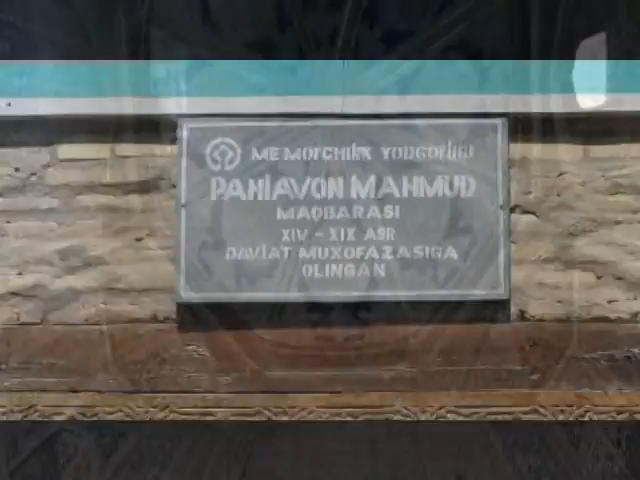 MEMORCHILIK YODGORLIGI
PAHLAVON MAHMUD
MAQBARASI
XIV - XIX ASR
DAVLAT MUXOFAZASIGA
OLINGAN